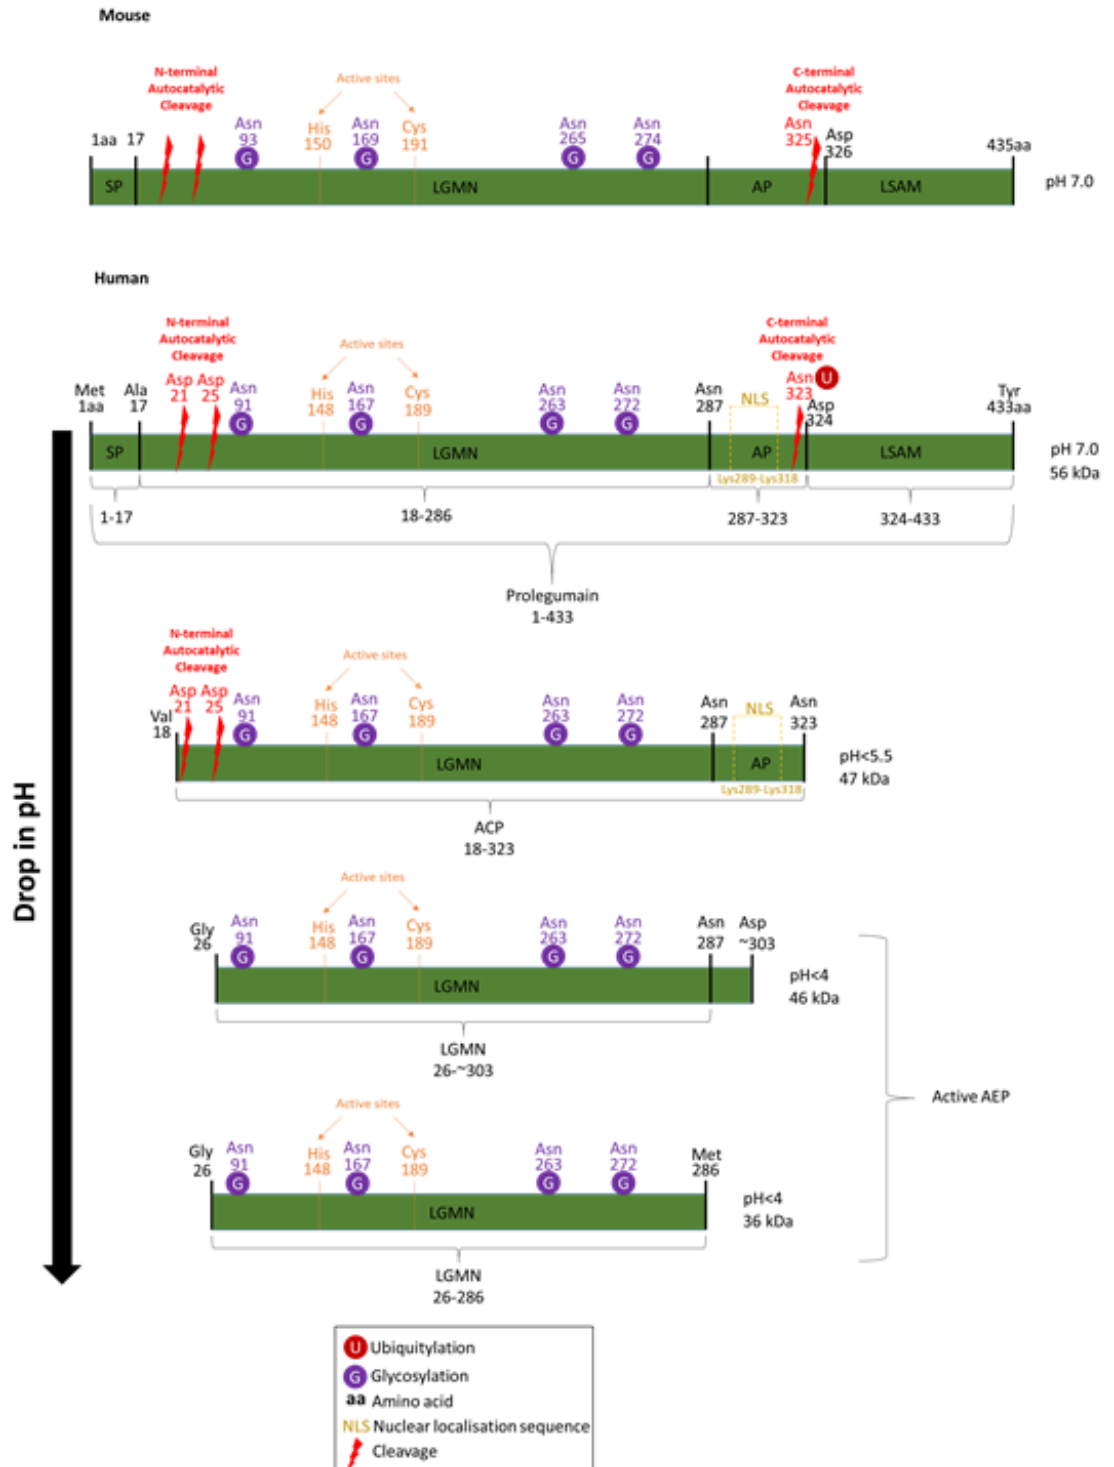 Mouse
N-terminal
Autocatalytic
Cleavage
Active sites
C-terminal
Autocatalytic
Cleavage
1aa 17
Asn
93
G
His
150
Asn
169
G
Cys
191
Asn
265
G
Asn
274
G
Asn
325
Asp
326
435aa
SP
LGMN
AP
LSAM
pH 7.0
Human
N-terminal
Autocatalytic
Cleavage
Active sites
C-terminal
Autocatalytic
Cleavage
Met
1aa
Ala
17
Asp
21
Asp
25
Asn
91
G
His
148
Asn
167
G
Cys
189
Asn
263
G
Asn
272
G
Asn
287
NLS
Asn
323
U
Asp
324
Tyr
433aa
SP
LGMN
AP
LSAM
pH 7.0
56 kDa
Lys289-Lys318
1-17
18-286
287-323
324-433
Prolegumain
1-433
Drop in pH
N-terminal
Autocatalytic
Cleavage
Active sites
Val
18
Asp
21
Asp
25
Asn
91
G
His
148
Asn
167
G
Cys
189
Asn
263
G
Asn
272
G
Asn
287
NLS
Asn
323
LGMN
AP
pH<5.5
47 kDa
Lys289-Lys318
ACP
18-323
Active sites
Gly
26
Asn
91
G
His
148
Asn
167
G
Cys
189
Asn
263
G
Asn
272
G
Asn
287
Asp
~303
LGMN
pH<4
46 kDa
LGMN
26-~303
Active AEP
Active sites
Gly
26
Asn
91
G
His
148
Asn
167
G
Cys
189
Asn
263
G
Asn
272
G
Met
286
LGMN
pH<4
36 kDa
LGMN
26-286
U Ubiquitylation
G Glycosylation
aa Amino acid
NLS Nuclear localisation sequence
Cleavage